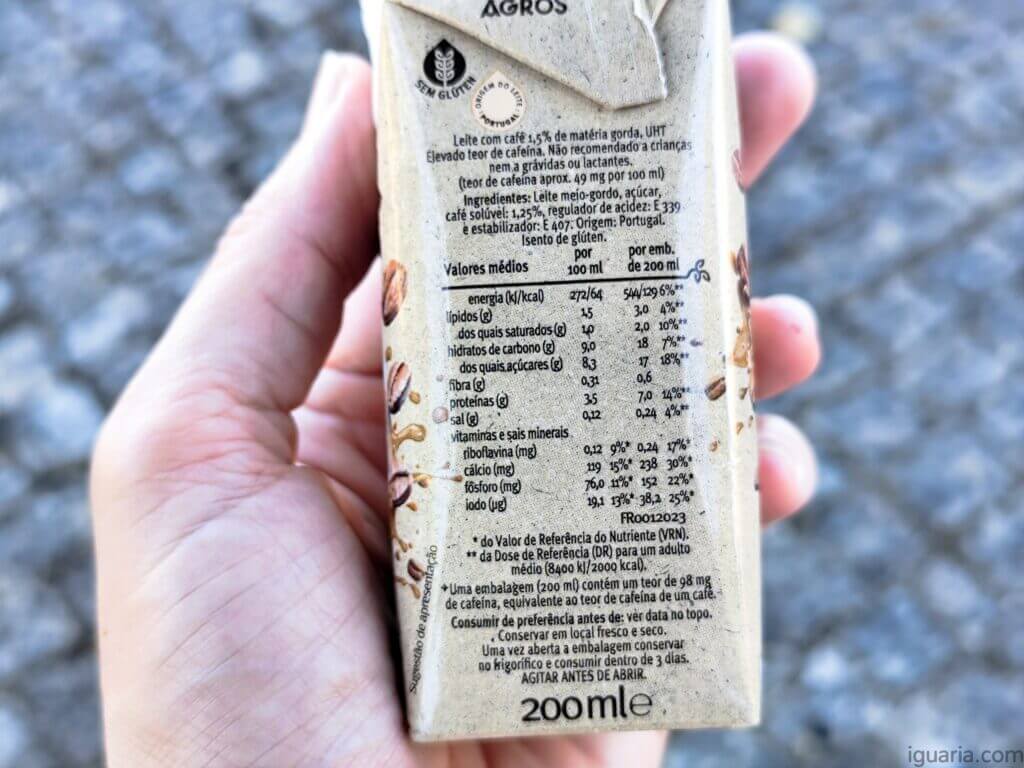 AGROS
SEM GLÚTEN
ORIGEM DO LEITE
PORTUGAL
Leite com café 1,5% de matéria gorda, UHT
Elevado teor de cafeína. Não recomendado a crianças
nem a grávidas ou lactantes.
(teor de cafeína aprox. 49 mg por 100 ml)
Ingredientes: Leite meio-gordo, açúcar,
café solúvel: 1,25%, regulador de acidez: E 339
e estabilizador: E 407. Origem: Portugal.
Isento de glúten.
Valores médios por 100 ml por emb. de 200 ml
energia (kJ/kcal) 272/64 544/129 6%**
lípidos (g) 1,5 3,0 4%**
dos quais saturados (g) 1,0 2,0 10%**
hidratos de carbono (g) 9,0 18 7%**
dos quais açúcares (g) 8,3 17 18%**
fibra (g) 0,31 0,6
proteínas (g) 3,5 7,0 14%**
sal (g) 0,12 0,24 4%**
vitaminas e sais minerais
riboflavina (mg) 0,12 9%* 0,24 17%*
cálcio (mg) 119 15%* 238 30%*
fósforo (mg) 76,0 11%* 152 22%*
iodo (µg) 19,1 13%* 38,2 25%*
FR0012023
* do Valor de Referência do Nutriente (VRN).
** da Dose de Referência (DR) para um adulto
médio (8400 kJ/2000 kcal).
+Uma embalagem (200 ml) contém um teor de 98 mg
de cafeína, equivalente ao teor de cafeína de um café.
Consumir de preferência antes de: ver data no topo.
Conservar em local fresco e seco.
Uma vez aberta a embalagem conservar
no frigorífico e consumir dentro de 3 dias.
AGITAR ANTES DE ABRIR.
200 ml e
Sugestão de apresentação
iguaria.com